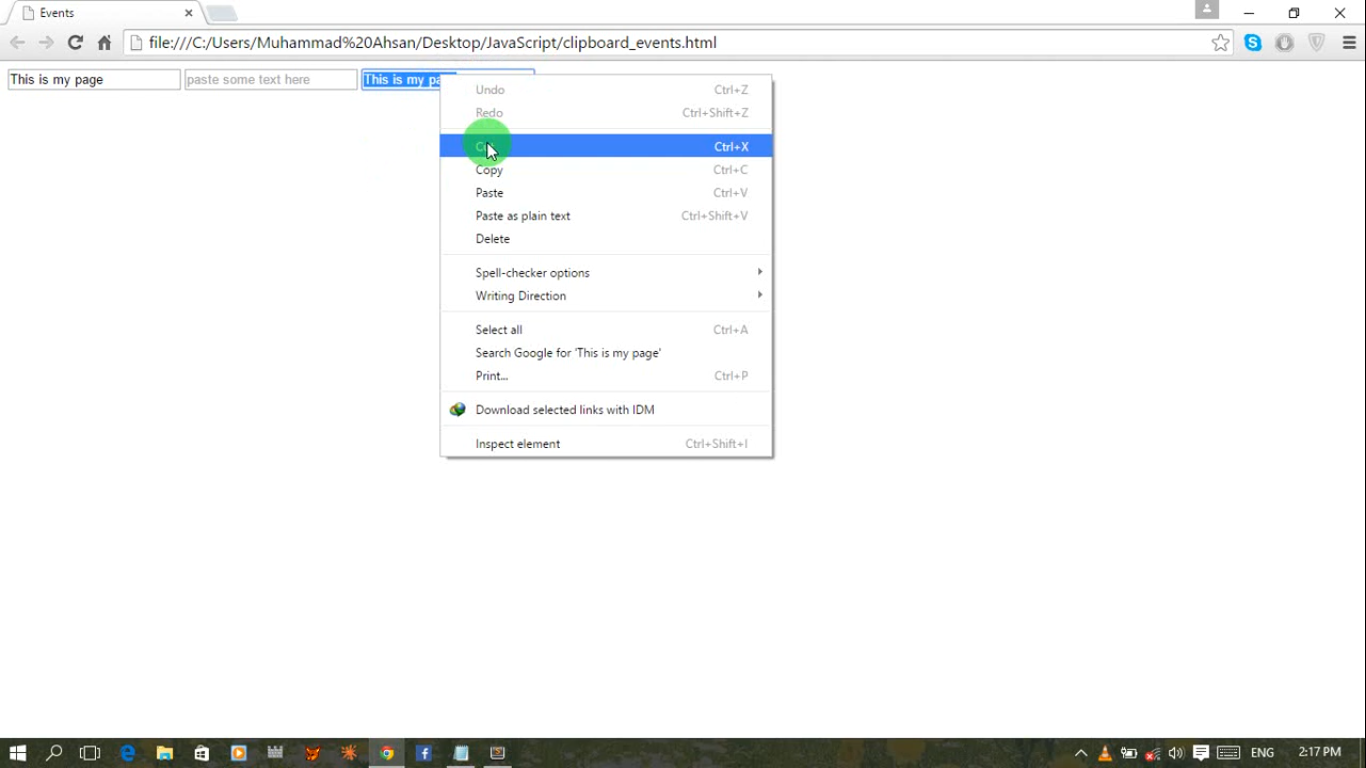 Events
file:///C:/Users/Muhammad%20Ahsan/Desktop/JavaScript/clipboard_events.html
This is my page paste some text here This is my pa
Undo Ctrl+Z
Redo Ctrl+Shift+Z
Ctrl+X
Copy Ctrl+C
Paste Ctrl+V
Paste as plain text Ctrl+Shift+V
Delete
Spell-checker options
Writing Direction
Select all Ctrl+A
Search Google for 'This is my page'
Print... Ctrl+P
Download selected links with IDM
Inspect element Ctrl+Shift+I
ENG 2:17 PM